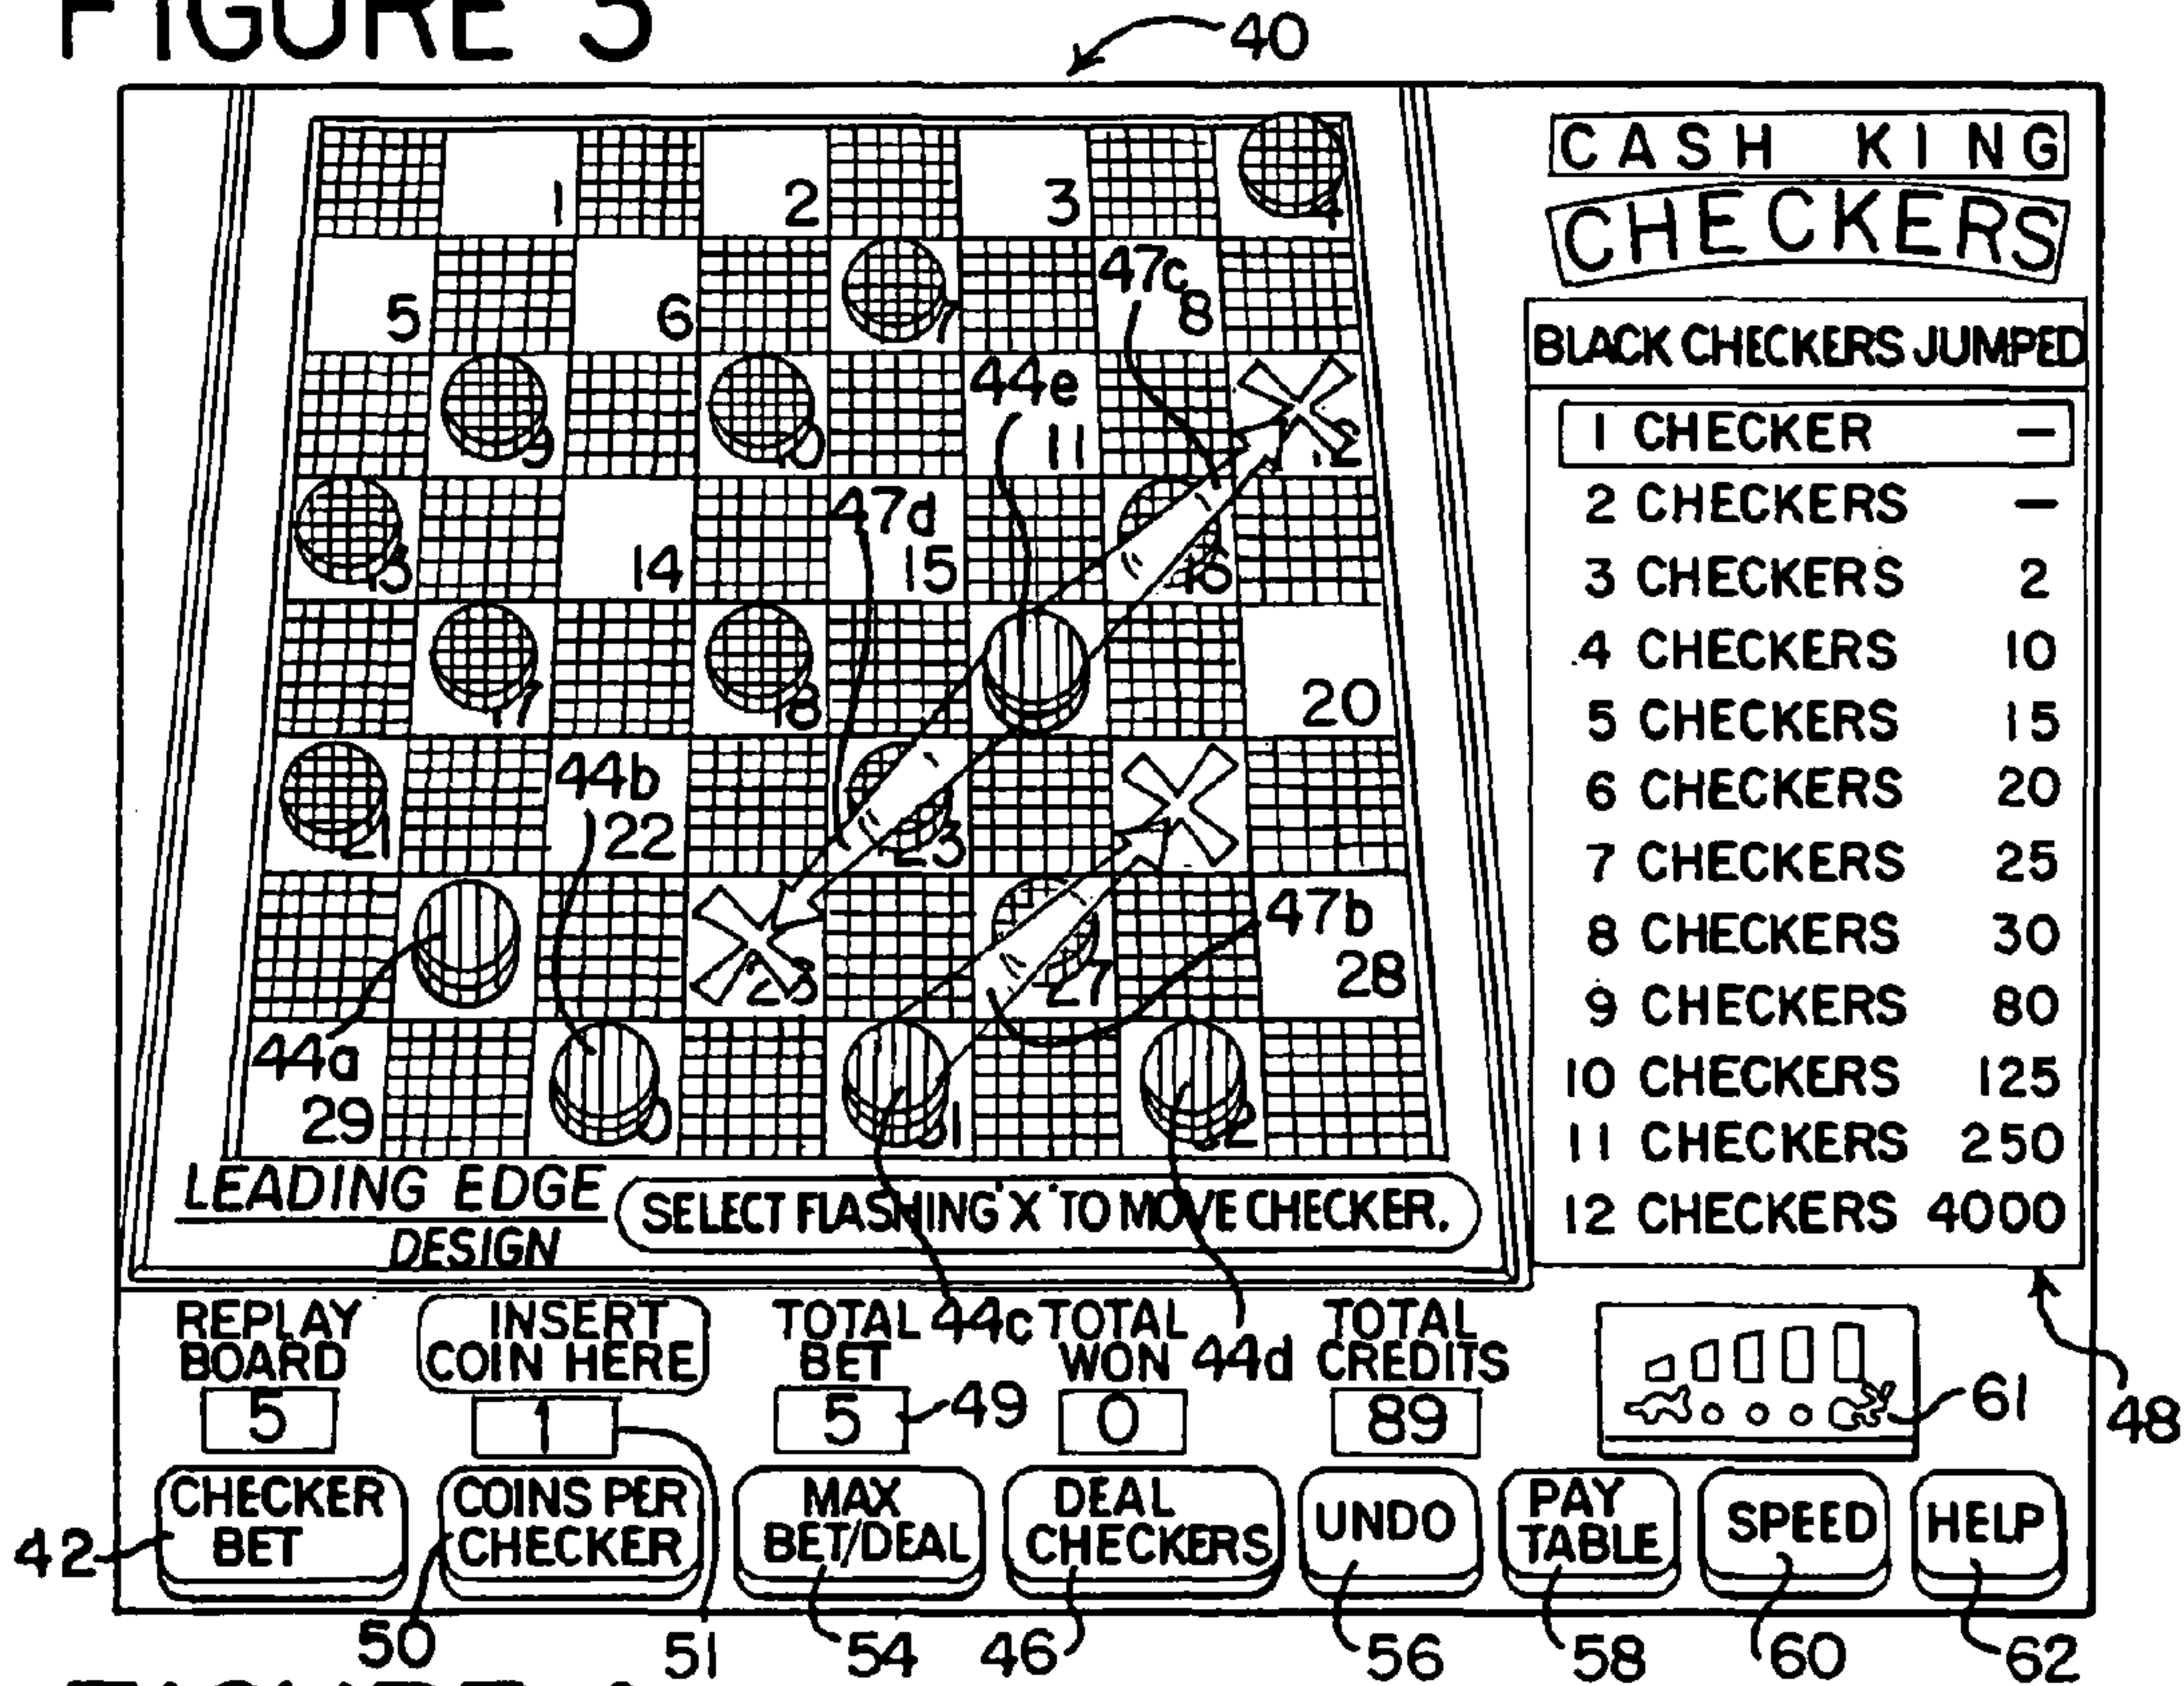 FIGURE 3
40
CASH KING
CHECKERS
1 2 3 4
5 6 7 47c 8
BLACK CHECKERS JUMPED
1 CHECKER —
2 CHECKERS —
3 CHECKERS 2
4 CHECKERS 10
5 CHECKERS 15
6 CHECKERS 20
7 CHECKERS 25
8 CHECKERS 30
9 CHECKERS 80
10 CHECKERS 125
11 CHECKERS 250
12 CHECKERS 4000
44e
9 10 11 12
47d
13 14 15 16
17 18 20
44b
21 22 23
47b
27 28
44a
29 31 32
LEADING EDGE
DESIGN
SELECT FLASHING "X" TO MOVE CHECKER.
REPLAY BOARD
5
INSERT COIN HERE
1
TOTAL BET
5
49
44c
TOTAL WON
0
44d
TOTAL CREDITS
89
61
48
42
CHECKER BET
COINS PER CHECKER
MAX BET/DEAL
DEAL CHECKERS
UNDO
PAY TABLE
SPEED
HELP
50 51 54 46 56 58 60 62